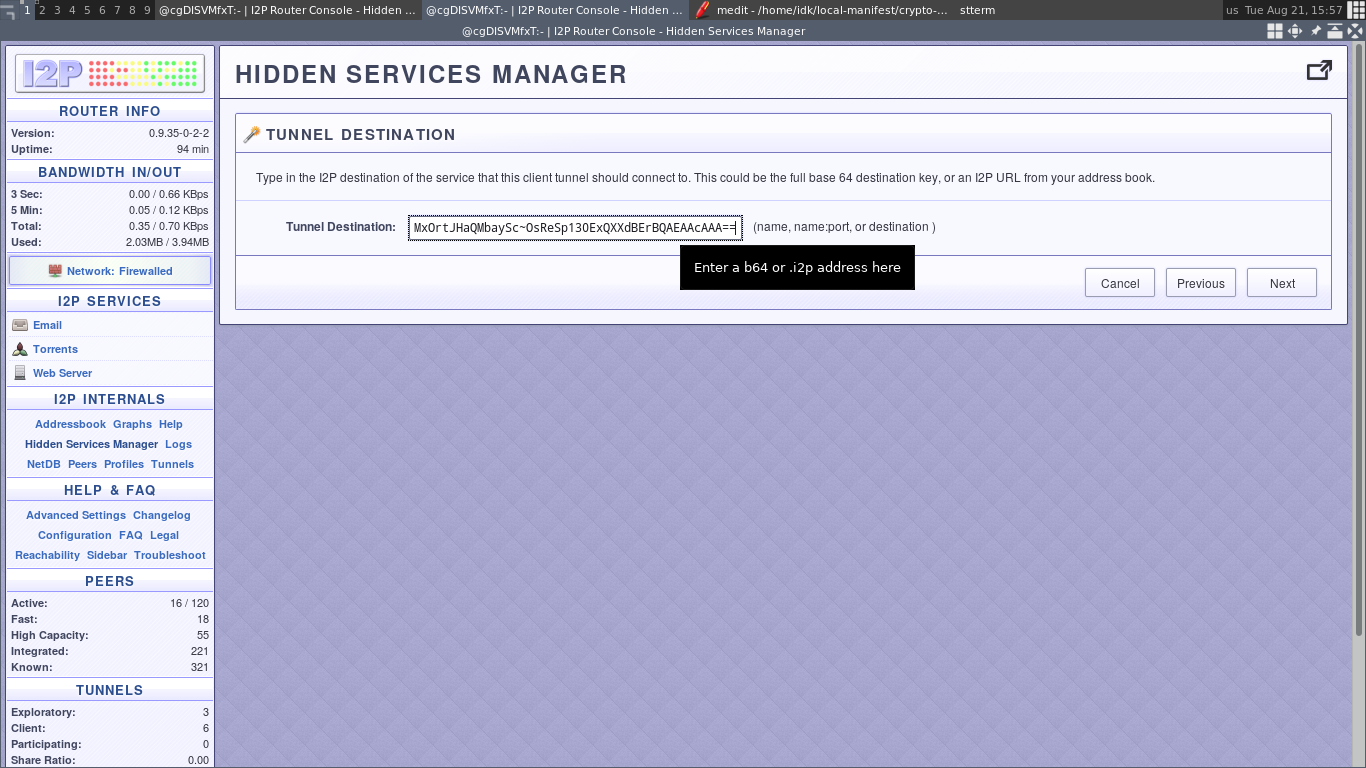 1 2 3 4 5 6 7 8 9 @cgDISVMfxT:- | I2P Router Console - Hidden ... @cgDISVMfxT:- | I2P Router Console - Hidden ... medit - /home/idk/local-manifest/crypto-... stterm us Tue Aug 21, 15:57
@cgDISVMfxT:- | I2P Router Console - Hidden Services Manager
I2P
ROUTER INFO
Version: 0.9.35-0-2-2
Uptime: 94 min
BANDWIDTH IN/OUT
3 Sec: 0.00 / 0.66 KBps
5 Min: 0.05 / 0.12 KBps
Total: 0.35 / 0.70 KBps
Used: 2.03MB / 3.94MB
Network: Firewalled
I2P SERVICES
Email
Torrents
Web Server
I2P INTERNALS
Addressbook Graphs Help
Hidden Services Manager Logs
NetDB Peers Profiles Tunnels
HELP & FAQ
Advanced Settings Changelog
Configuration FAQ Legal
Reachability Sidebar Troubleshoot
PEERS
Active: 16 / 120
Fast: 18
High Capacity: 55
Integrated: 221
Known: 321
TUNNELS
Exploratory: 3
Client: 6
Participating: 0
Share Ratio: 0.00
HIDDEN SERVICES MANAGER
TUNNEL DESTINATION
Type in the I2P destination of the service that this client tunnel should connect to. This could be the full base 64 destination key, or an I2P URL from your address book.
Tunnel Destination: MxOrtJHaQMbaySc~OsReSp13OExQXXdBErBQAEAAcAAA== (name, name:port, or destination )
Enter a b64 or .i2p address here
Cancel Previous Next